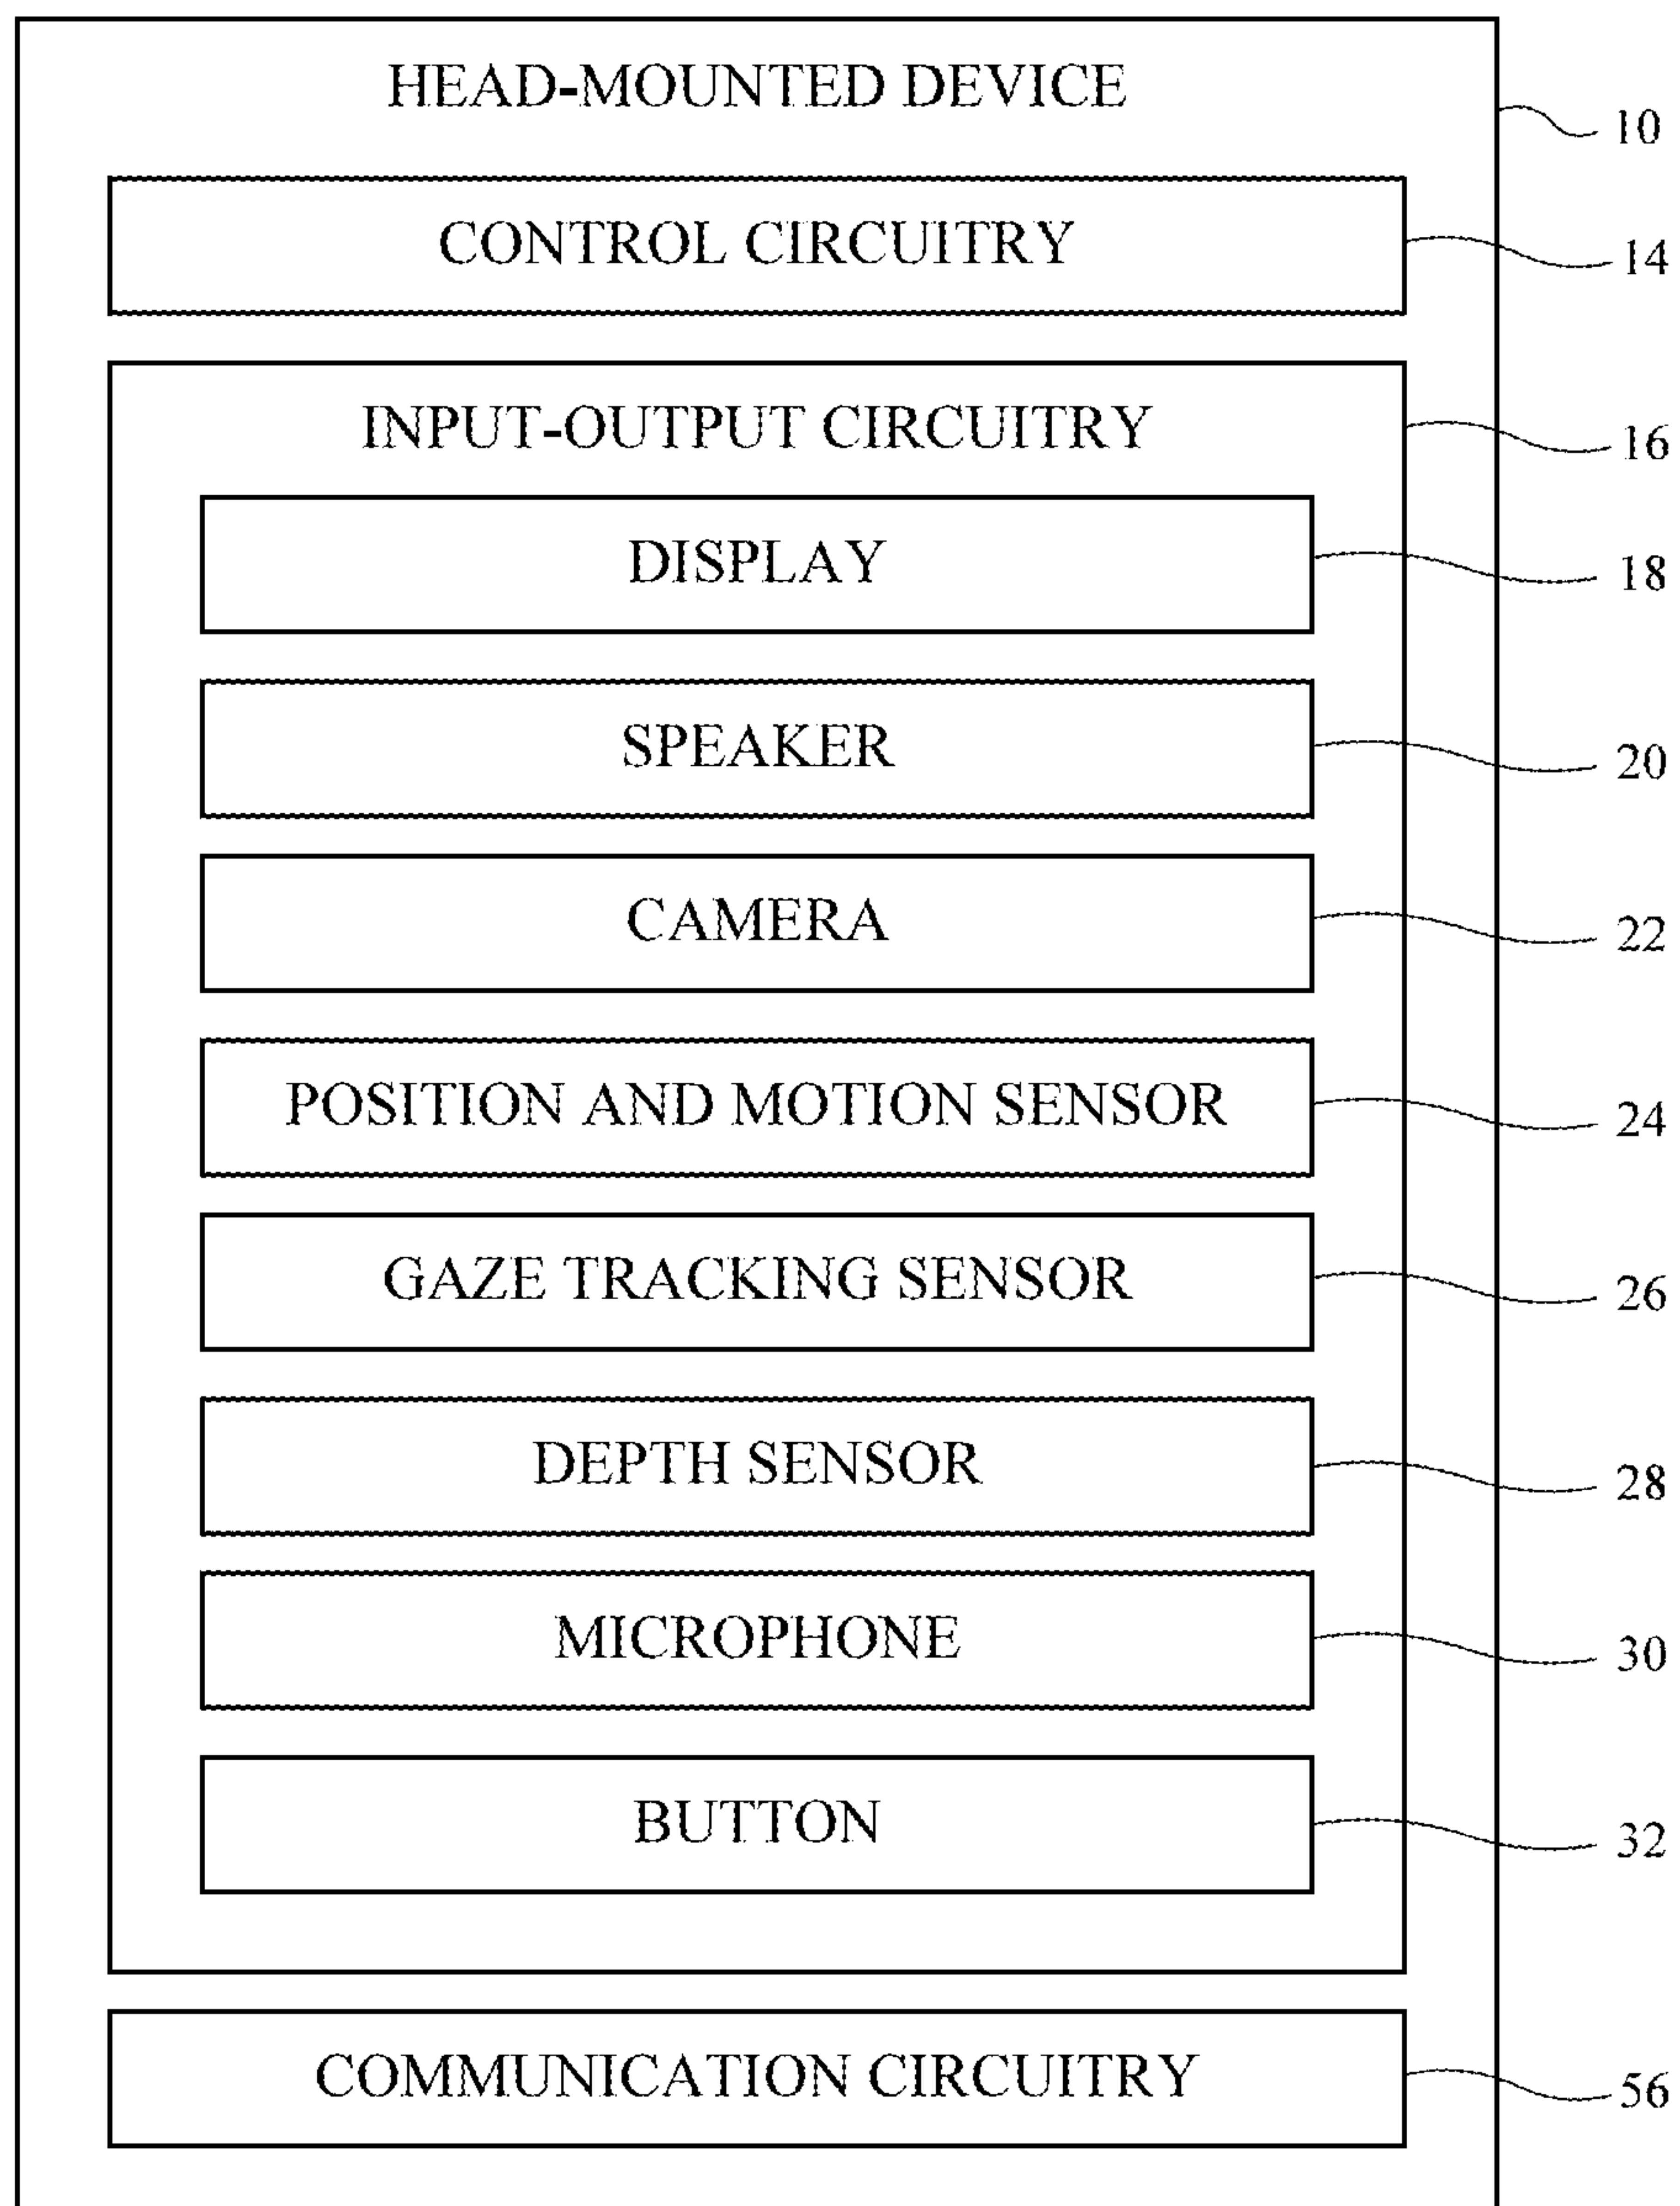 HEAD-MOUNTED DEVICE
10
CONTROL CIRCUITRY
14
INPUT-OUTPUT CIRCUITRY
16
DISPLAY
18
SPEAKER
20
CAMERA
22
POSITION AND MOTION SENSOR
24
GAZE TRACKING SENSOR
26
DEPTH SENSOR
28
MICROPHONE
30
BUTTON
32
COMMUNICATION CIRCUITRY
56